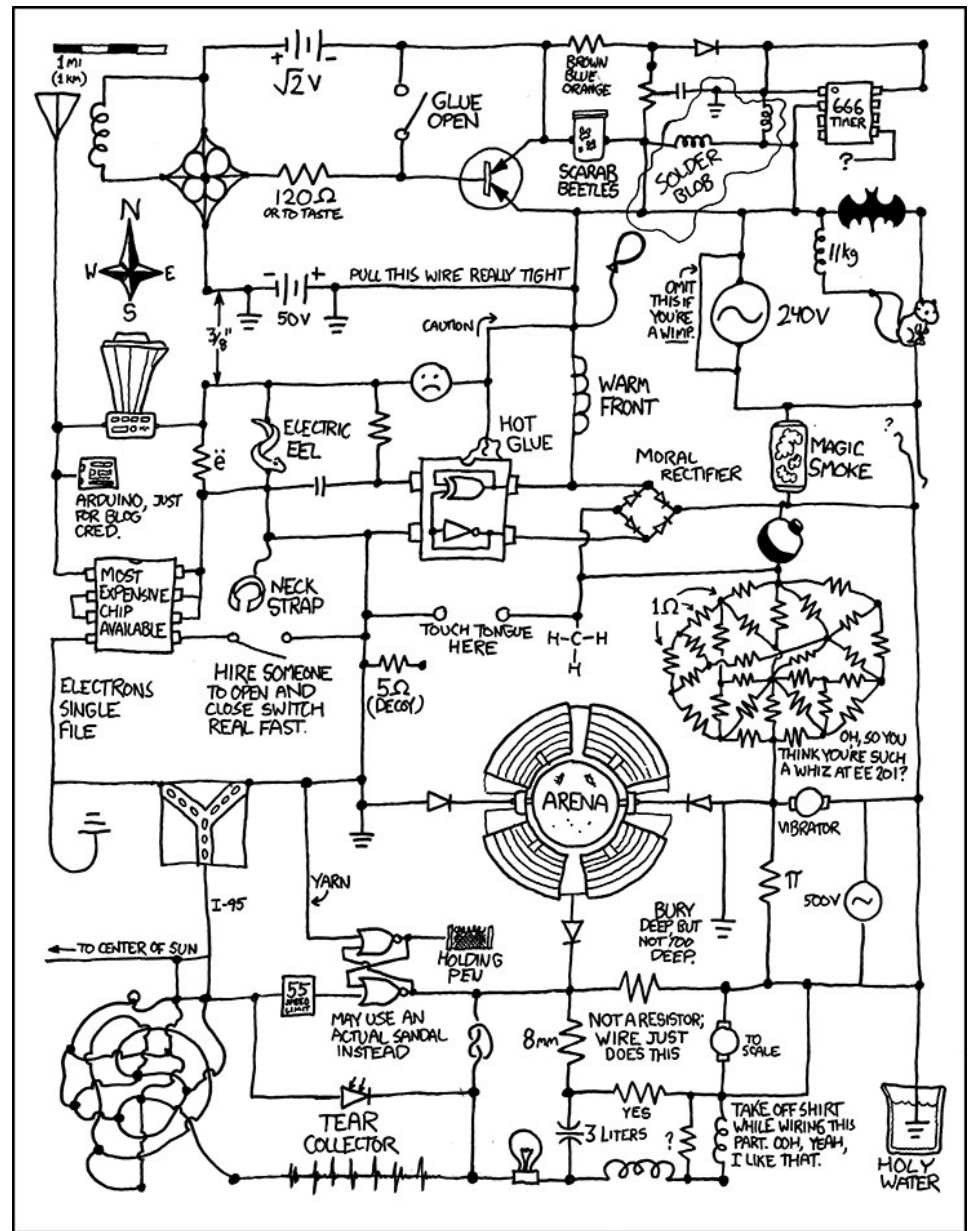 1 MI
(1 KM)
+ -
√2 V
GLUE
OPEN
BROWN
BLUE
ORANGE
666
TIMER
?
SCARAB
BEETLES
SOLDER
BLOB
120Ω
OR TO TASTE
N
W E
S
- +
50V
PULL THIS WIRE REALLY TIGHT
CAUTION
3/8"
OMIT
THIS IF
YOU'RE
A WIMP.
240V
11kg
WARM
FRONT
?
ELECTRIC
EEL
HOT
GLUE
ë
MORAL
RECTIFIER
MAGIC
SMOKE
ARDUINO, JUST
FOR BLOG
CRED.
MOST
EXPENSIVE
CHIP
AVAILABLE
NECK
STRAP
TOUCH TONGUE
HERE
H-C-H
H
1Ω
HIRE SOMEONE
TO OPEN AND
CLOSE SWITCH
REAL FAST.
5Ω
(DECOY)
ELECTRONS
SINGLE
FILE
OH, SO YOU
THINK YOU'RE SUCH
A WHIZ AT EE 201?
ARENA
VIBRATOR
π
500V
YARN
I-95
BURY
DEEP, BUT
NOT TOO
DEEP.
TO CENTER OF SUN
HOLDING
PEN
55
SPEED
LIMIT
MAY USE AN
ACTUAL SANDAL
INSTEAD
8mm
NOT A RESISTOR;
WIRE JUST
DOES THIS
TO
SCALE
YES
TEAR
COLLECTOR
3 LITERS
?
TAKE OFF SHIRT
WHILE WIRING THIS
PART. OOH, YEAH,
I LIKE THAT.
HOLY
WATER